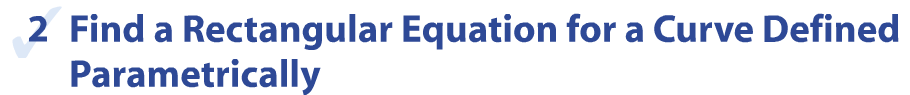 2 Find a Rectangular Equation for a Curve Defined
Parametrically